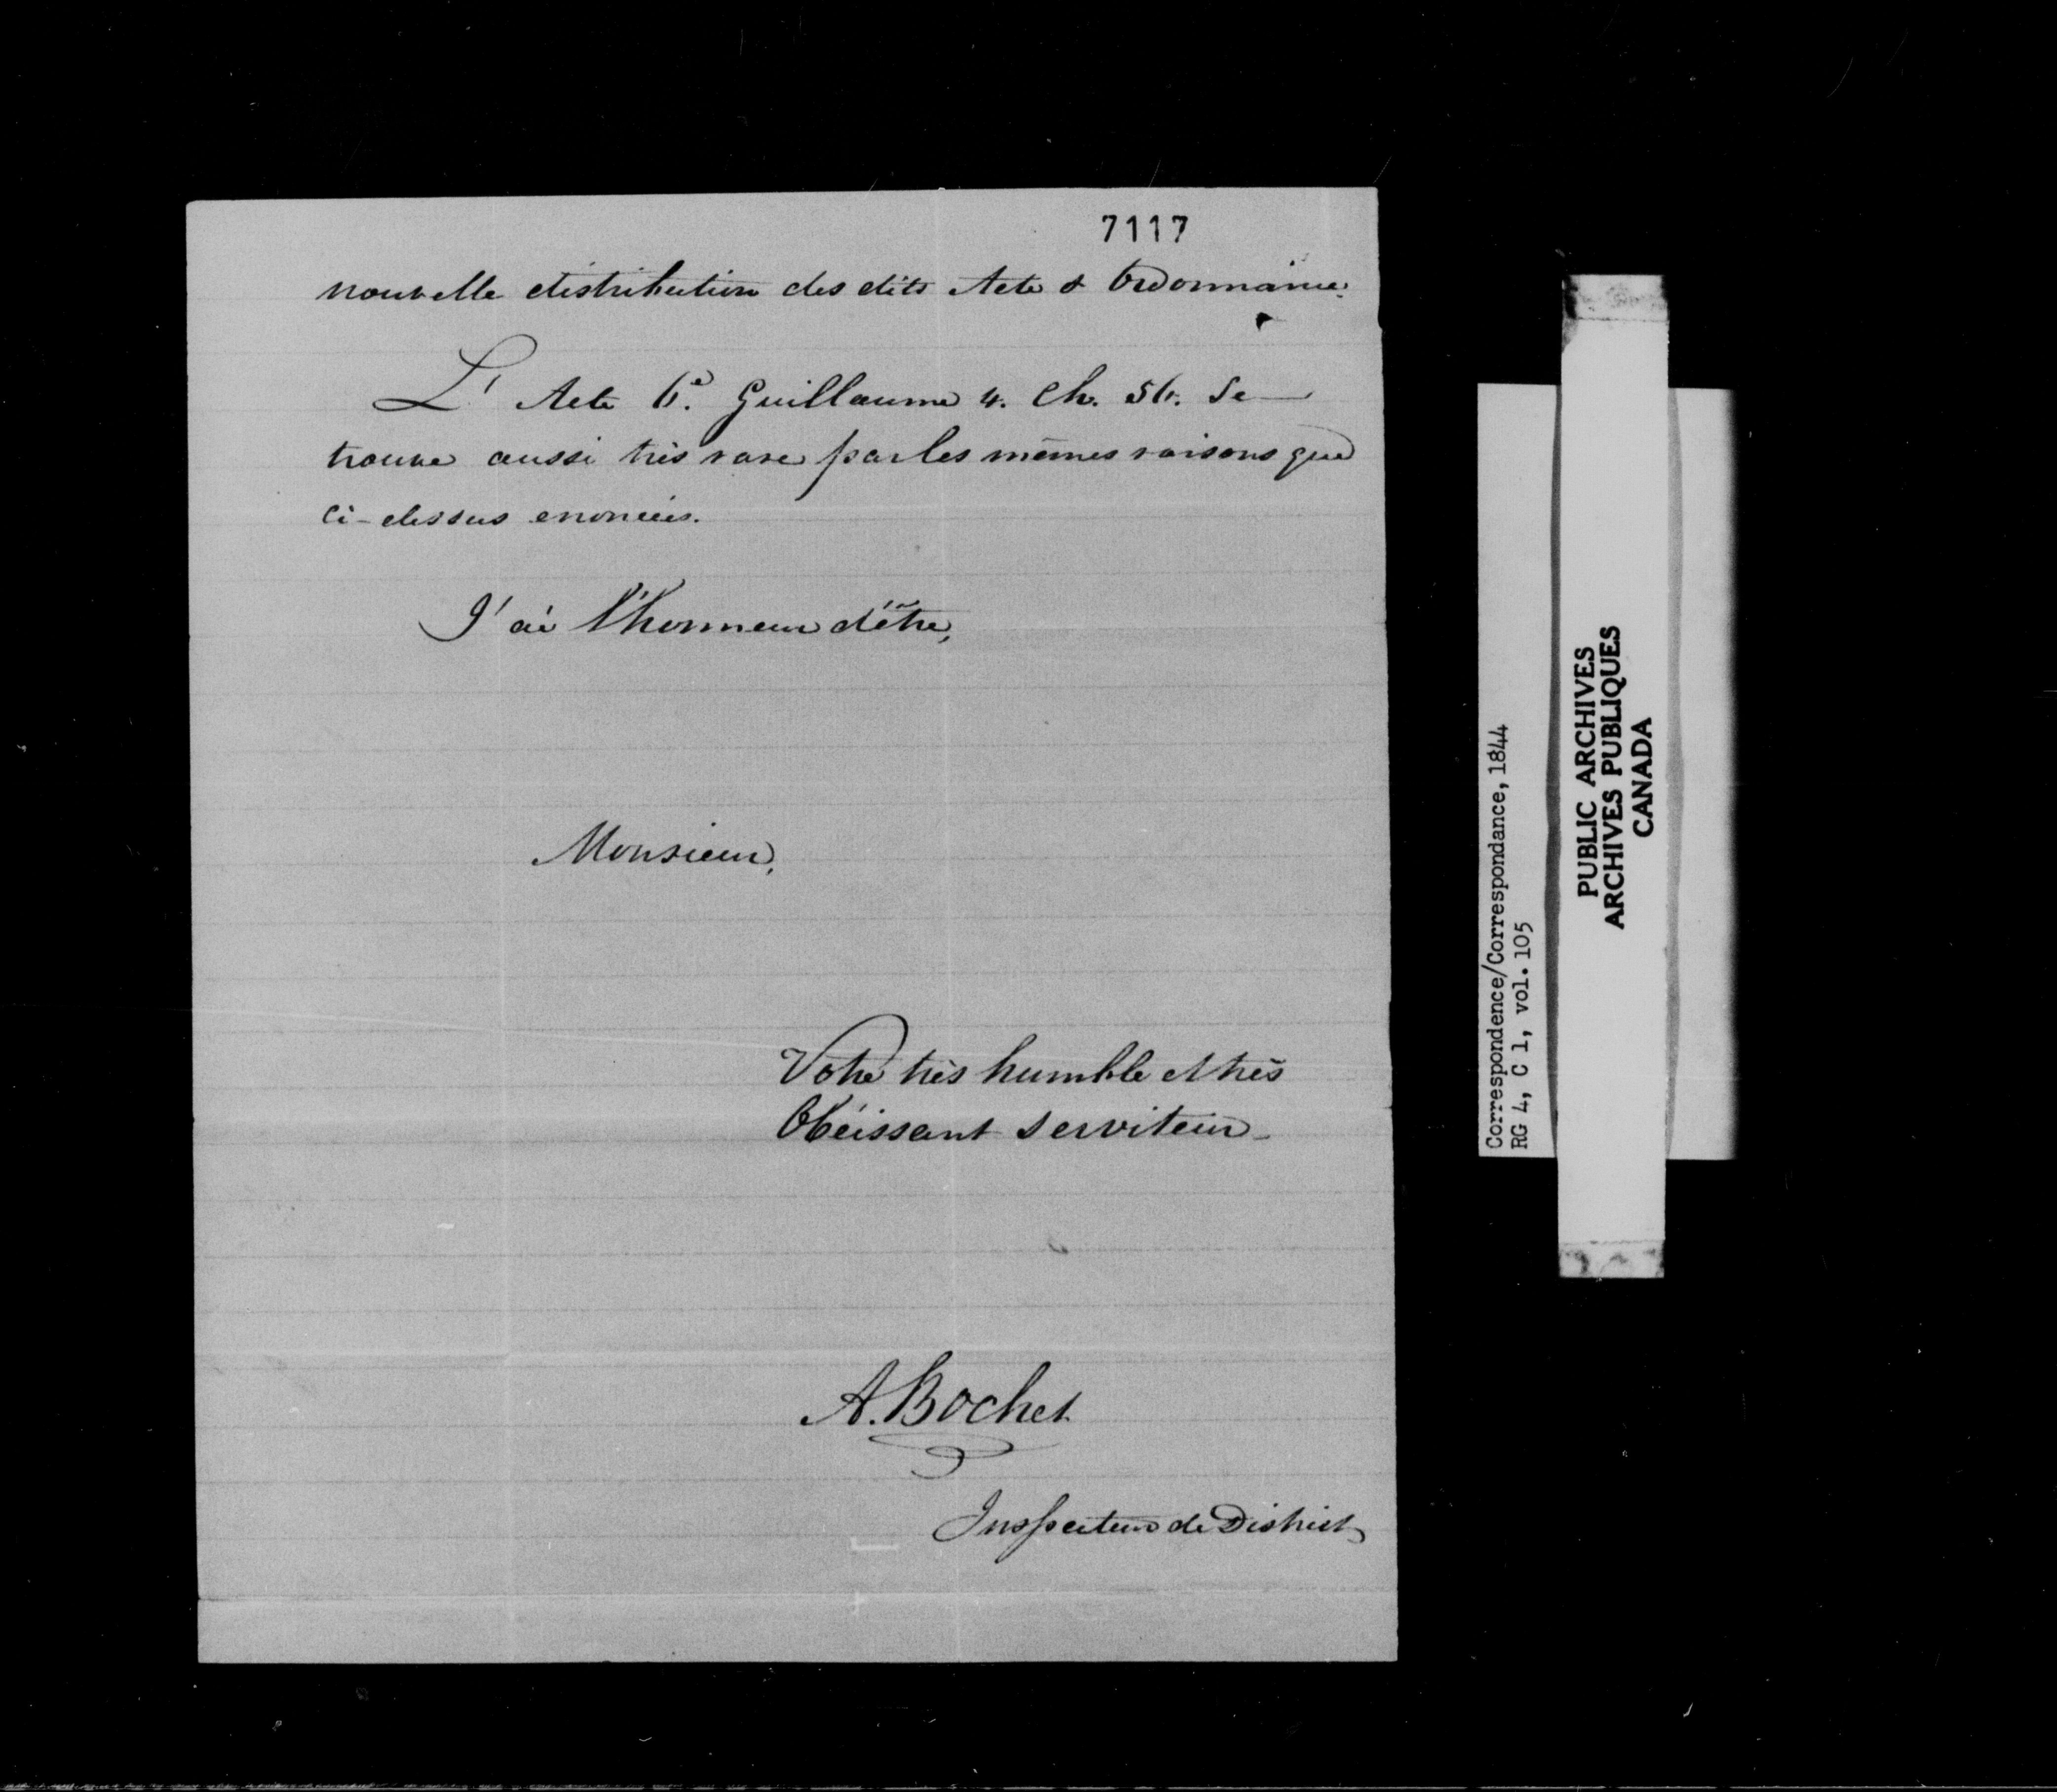 7117
nouvelle distribution des dits Acte & Ordonnance.
L' Acte 6.e Guillaume 4. Ch. 56. Se
trouve aussi très rare par les mêmes raisons que
ci-dessus enoncées.
J'ai l'honneur d'être,
Monsieur,
Votre très humble et très
Obéissant serviteur
A. Bochet
Inspecteur de District
Correspondence/Correspondance, 1844
RG 4, C 1, vol. 105
PUBLIC ARCHIVES
ARCHIVES PUBLIQUES
CANADA